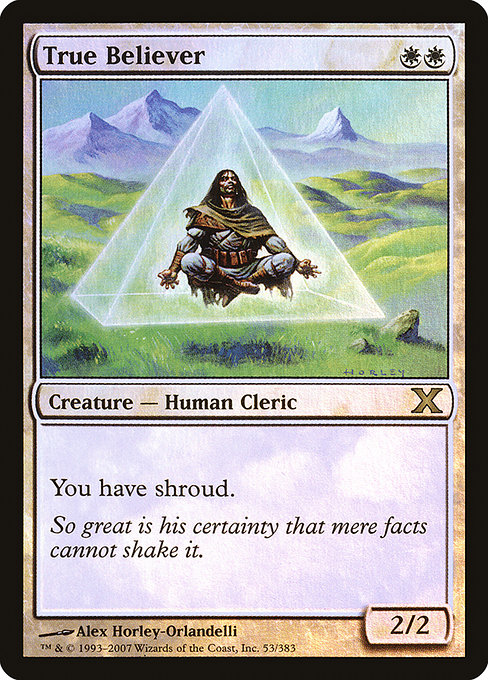 True Believer
HORLEY
Creature — Human Cleric
X
You have shroud.
So great is his certainty that mere facts
cannot shake it.
Alex Horley-Orlandelli
2/2
™ & © 1993–2007 Wizards of the Coast, Inc. 53/383